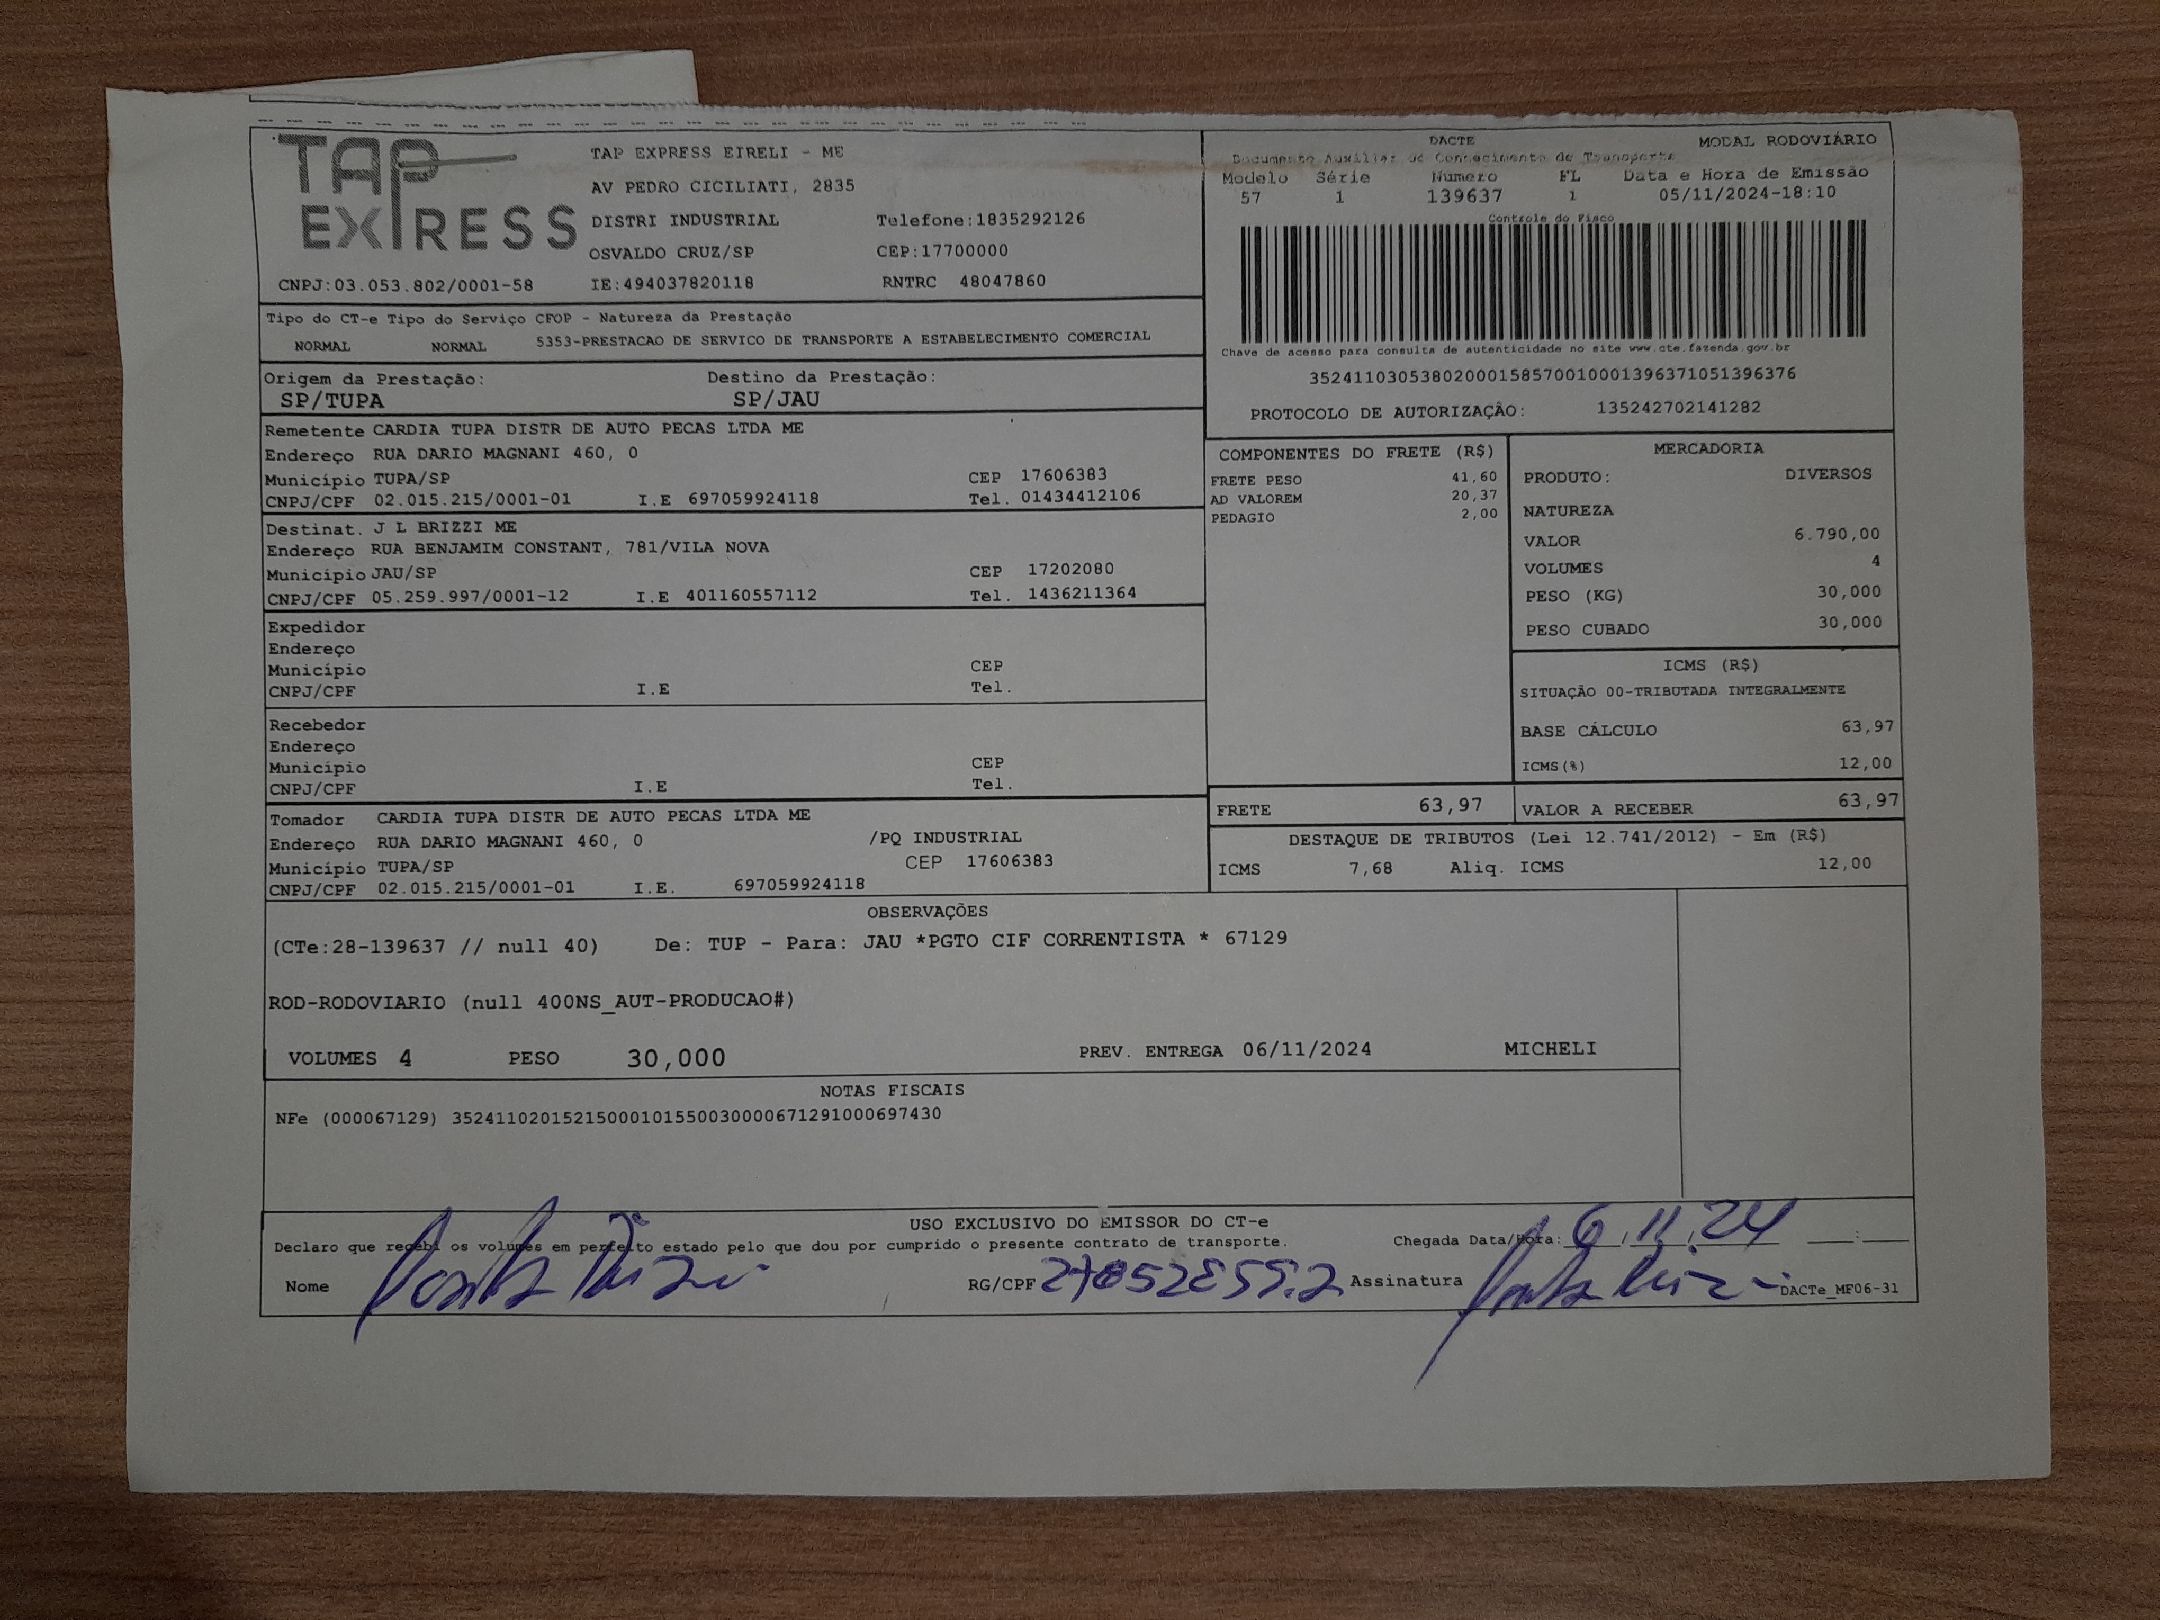 TAP EXPRESS
TAP EXPRESS EIRELI - ME
AV PEDRO CICILIATI, 2835
DISTRI INDUSTRIAL Telefone:1835292126
OSVALDO CRUZ/SP CEP:17700000
CNPJ:03.053.802/0001-58 IE:494037820118 RNTRC 48047860
DACTE MODAL RODOVIÁRIO
Documento Auxiliar de Conhecimento de Transporte
Modelo Série Número FL Data e Hora de Emissão
57 1 139637 1 05/11/2024-18:10
Controle do Fisco
Chave de acesso para consulta de autenticidade no site www.cte.fazenda.gov.br
35241103053802000158570010001396371051396376
PROTOCOLO DE AUTORIZAÇÃO: 135242702141282
Tipo do CT-e Tipo do Serviço CFOP - Natureza da Prestação
NORMAL NORMAL 5353-PRESTACAO DE SERVICO DE TRANSPORTE A ESTABELECIMENTO COMERCIAL
Origem da Prestação: Destino da Prestação:
SP/TUPA SP/JAU
Remetente CARDIA TUPA DISTR DE AUTO PECAS LTDA ME
Endereço RUA DARIO MAGNANI 460, 0
Município TUPA/SP CEP 17606383
CNPJ/CPF 02.015.215/0001-01 I.E 697059924118 Tel. 01434412106
Destinat. J L BRIZZI ME
Endereço RUA BENJAMIM CONSTANT, 781/VILA NOVA
Município JAU/SP CEP 17202080
CNPJ/CPF 05.259.997/0001-12 I.E 401160557112 Tel. 1436211364
Expedidor
Endereço
Município CEP
CNPJ/CPF I.E Tel.
Recebedor
Endereço
Município CEP
CNPJ/CPF I.E Tel.
Tomador CARDIA TUPA DISTR DE AUTO PECAS LTDA ME
Endereço RUA DARIO MAGNANI 460, 0 /PQ INDUSTRIAL
Município TUPA/SP CEP 17606383
CNPJ/CPF 02.015.215/0001-01 I.E. 697059924118
COMPONENTES DO FRETE (R$)
FRETE PESO 41,60
AD VALOREM 20,37
PEDAGIO 2,00
MERCADORIA
PRODUTO: DIVERSOS
NATUREZA
VALOR 6.790,00
VOLUMES 4
PESO (KG) 30,000
PESO CUBADO 30,000
ICMS (R$)
SITUAÇÃO 00-TRIBUTADA INTEGRALMENTE
BASE CÁLCULO 63,97
ICMS(%) 12,00
FRETE 63,97 VALOR A RECEBER 63,97
DESTAQUE DE TRIBUTOS (Lei 12.741/2012) - Em (R$)
ICMS 7,68 Aliq. ICMS 12,00
OBSERVAÇÕES
(CTe:28-139637 // null 40) De: TUP - Para: JAU *PGTO CIF CORRENTISTA * 67129
ROD-RODOVIARIO (null 400NS_AUT-PRODUCAO#)
VOLUMES 4 PESO 30,000 PREV. ENTREGA 06/11/2024 MICHELI
NOTAS FISCAIS
NFe (000067129) 35241102015215000101550030000671291000697430
USO EXCLUSIVO DO EMISSOR DO CT-e
Declaro que recebi os volumes em perfeito estado pelo que dou por cumprido o presente contrato de transporte. Chegada Data/Hora: 6/11.24 __:__
Nome RG/CPF Assinatura DACTe_MF06-31